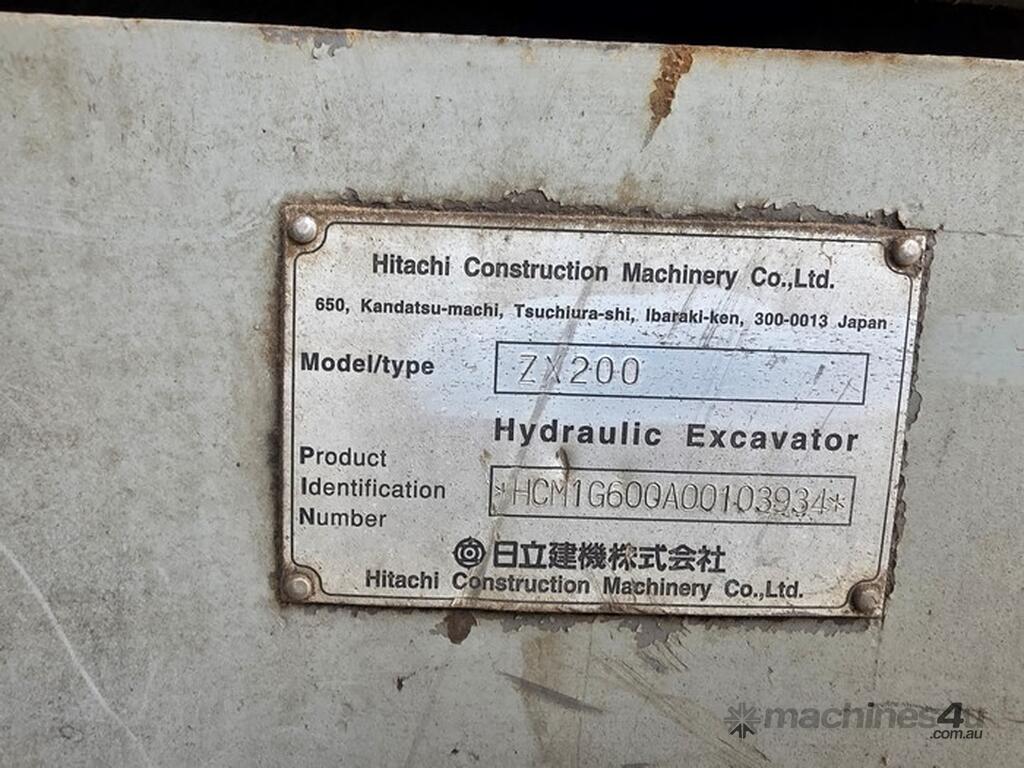 Hitachi Construction Machinery Co.,Ltd.
650, Kandatsu-machi, Tsuchiura-shi, Ibaraki-ken, 300-0013 Japan
Model/type ZX200
Hydraulic Excavator
Product
Identification
Number
*HCM1G600A00103934*
日立建機株式会社
Hitachi Construction Machinery Co.,Ltd.
machines4u
.com.au